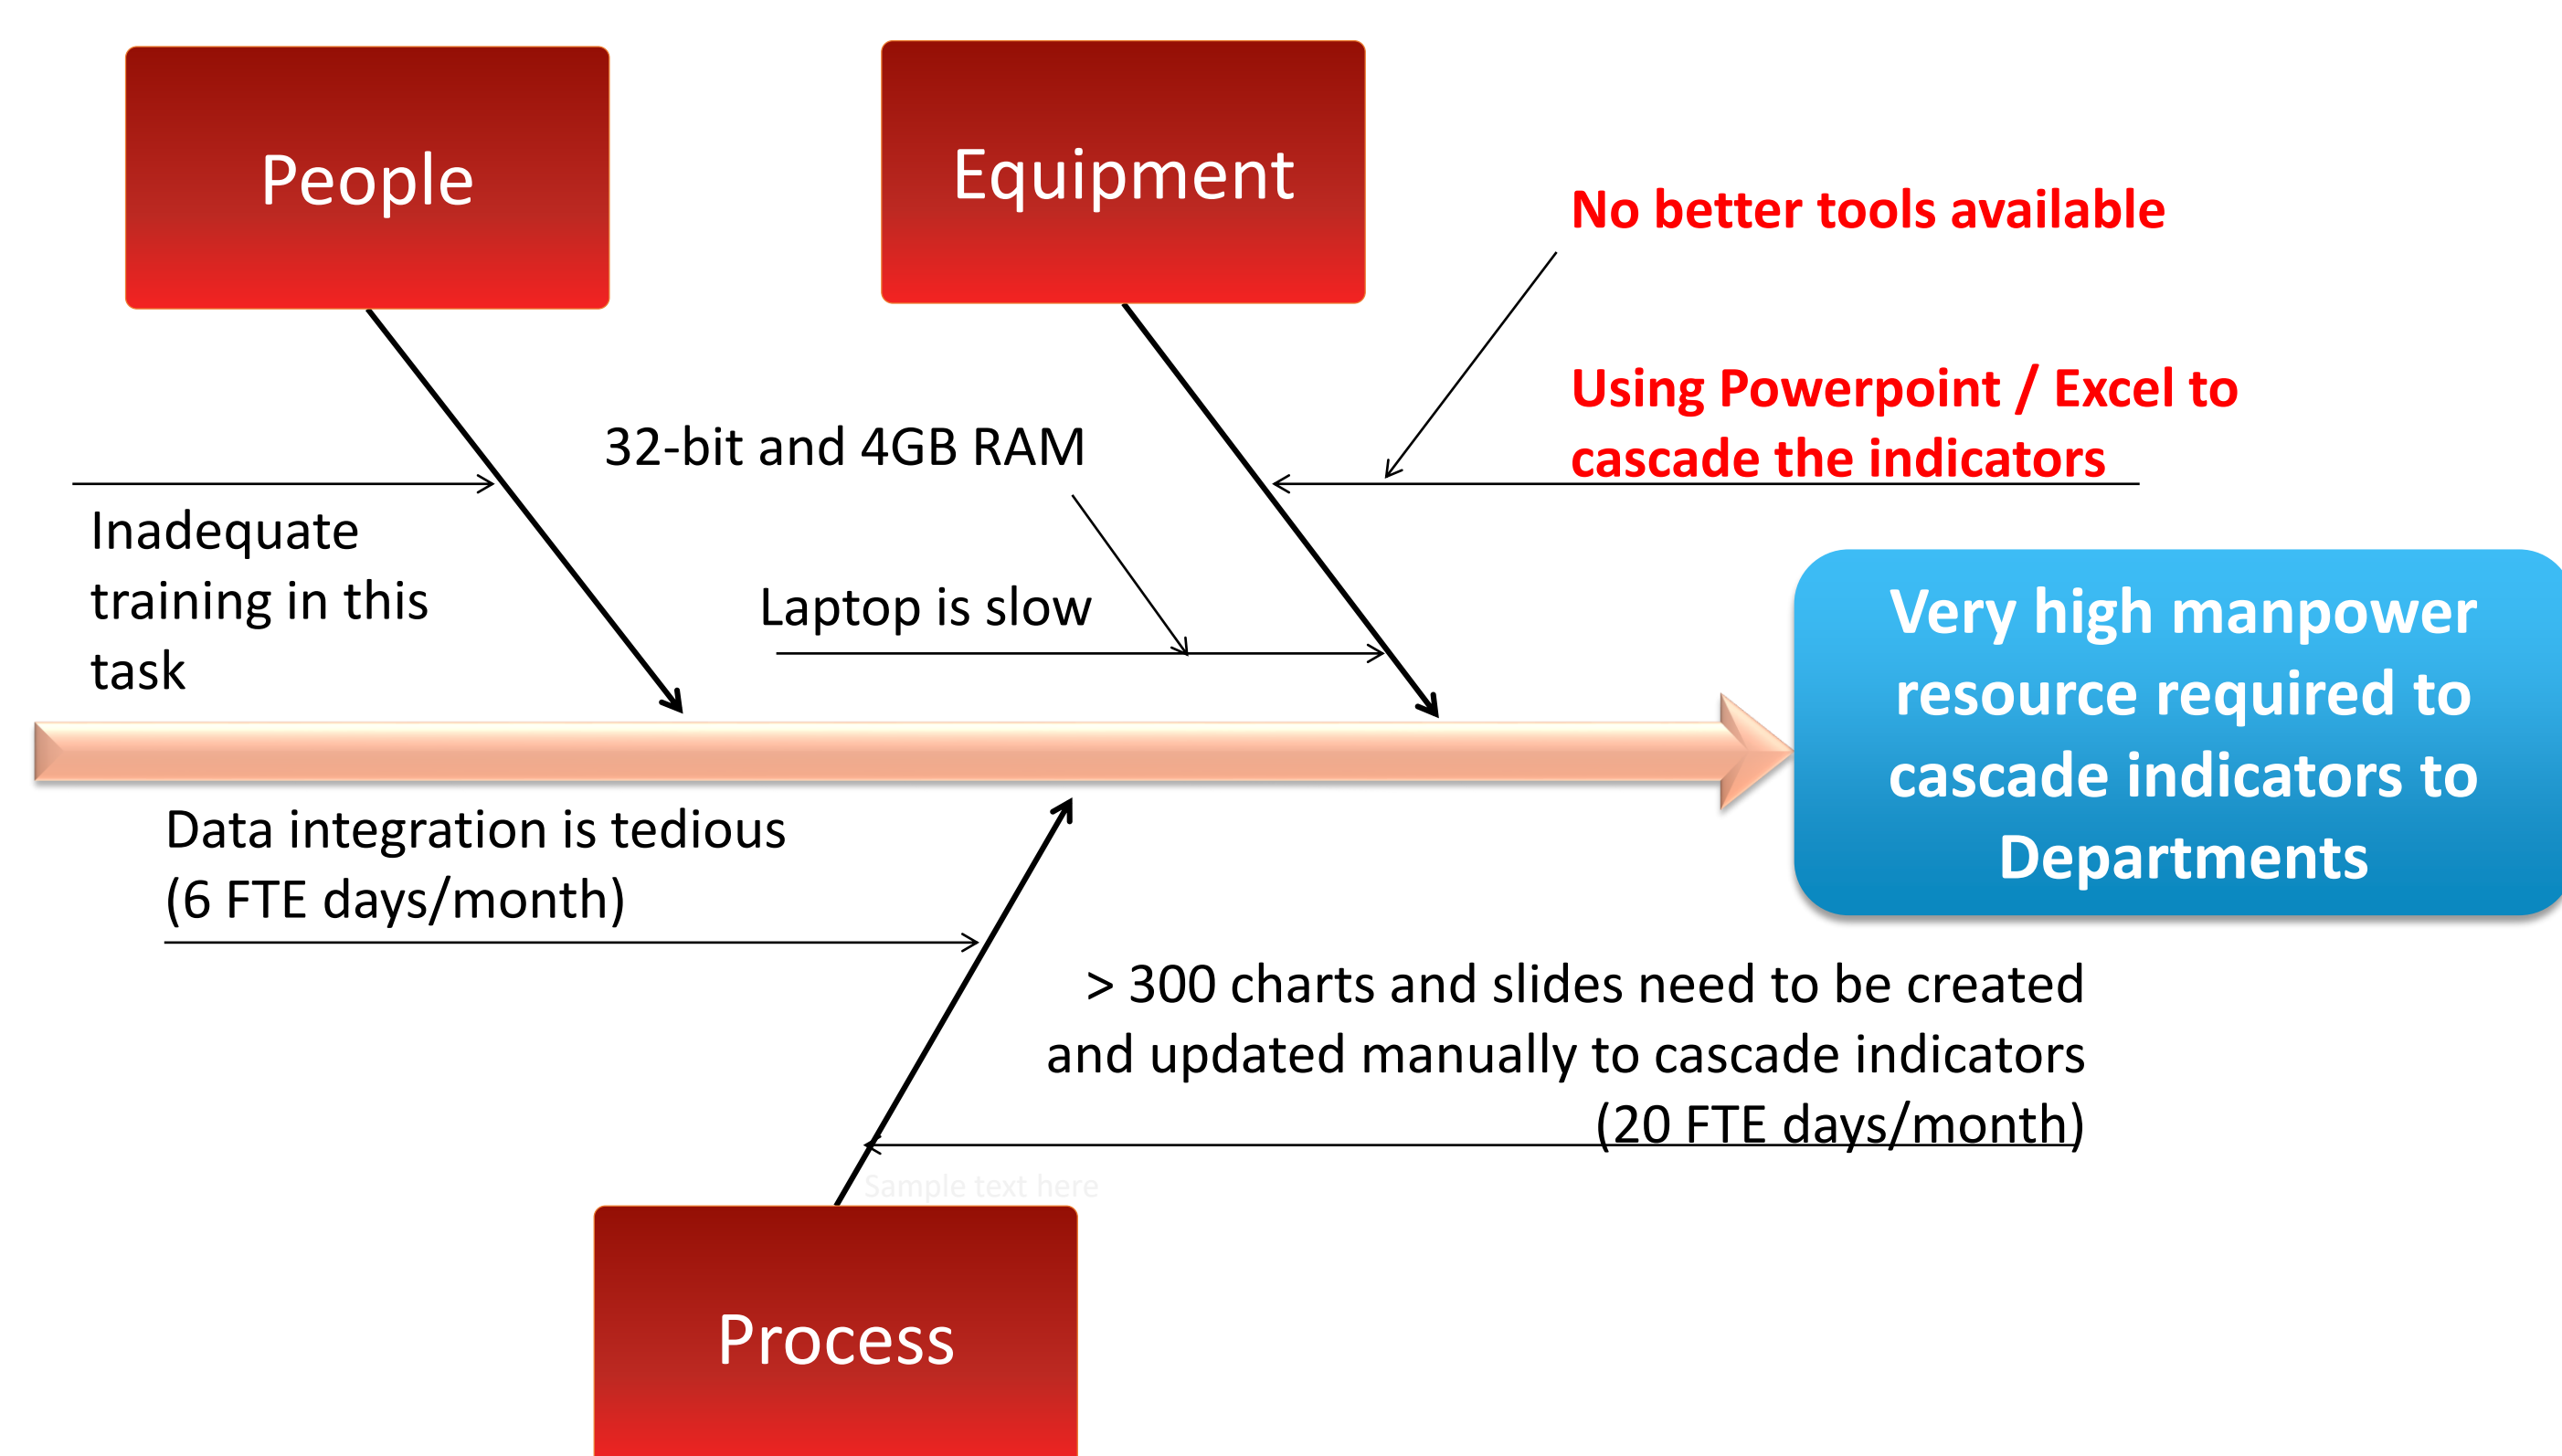 People
Equipment
No better tools available
Using Powerpoint / Excel to
cascade the indicators
32-bit and 4GB RAM
Inadequate
training in this
task
Laptop is slow
Very high manpower
resource required to
cascade indicators to
Departments
Data integration is tedious
(6 FTE days/month)
> 300 charts and slides need to be created
and updated manually to cascade indicators
(20 FTE days/month)
Sample text here
Process